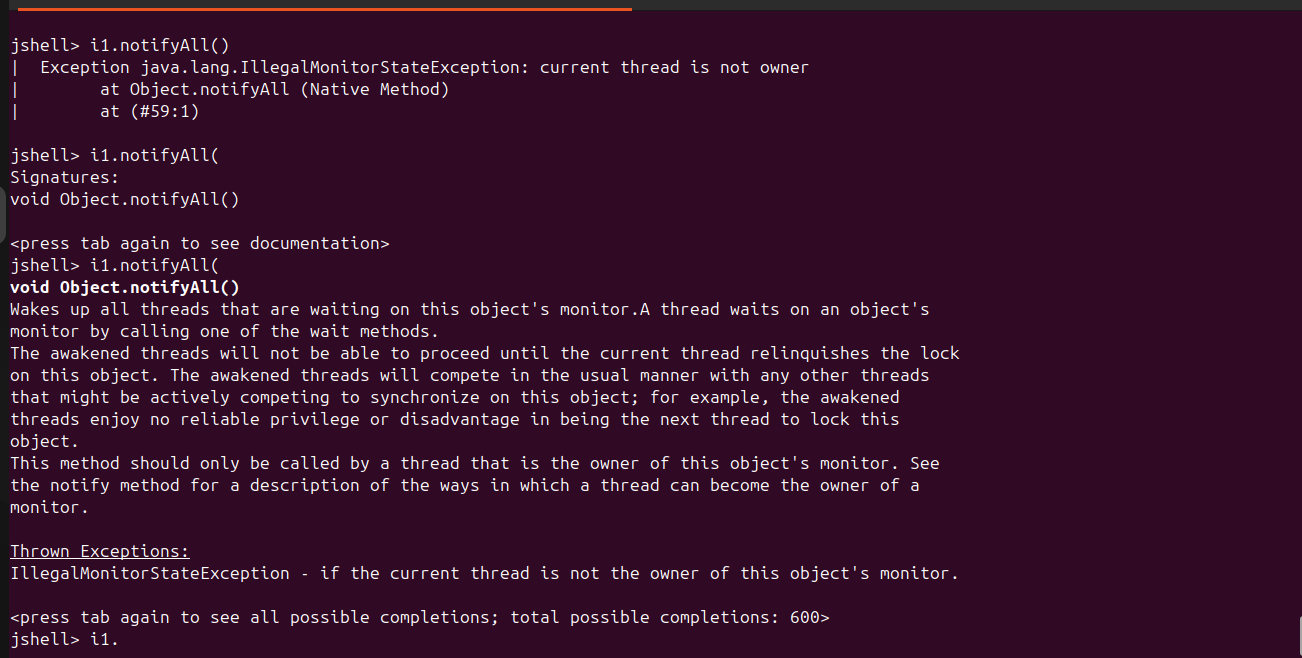 jshell> i1.notifyAll()
|  Exception java.lang.IllegalMonitorStateException: current thread is not owner
|        at Object.notifyAll (Native Method)
|        at (#59:1)
jshell> i1.notifyAll(
Signatures:
void Object.notifyAll()
<press tab again to see documentation>
jshell> i1.notifyAll(
void Object.notifyAll()
Wakes up all threads that are waiting on this object's monitor.A thread waits on an object's
monitor by calling one of the wait methods.
The awakened threads will not be able to proceed until the current thread relinquishes the lock
on this object. The awakened threads will compete in the usual manner with any other threads
that might be actively competing to synchronize on this object; for example, the awakened
threads enjoy no reliable privilege or disadvantage in being the next thread to lock this
object.
This method should only be called by a thread that is the owner of this object's monitor. See
the notify method for a description of the ways in which a thread can become the owner of a
monitor.
Thrown Exceptions:
IllegalMonitorStateException - if the current thread is not the owner of this object's monitor.
<press tab again to see all possible completions; total possible completions: 600>
jshell> i1.